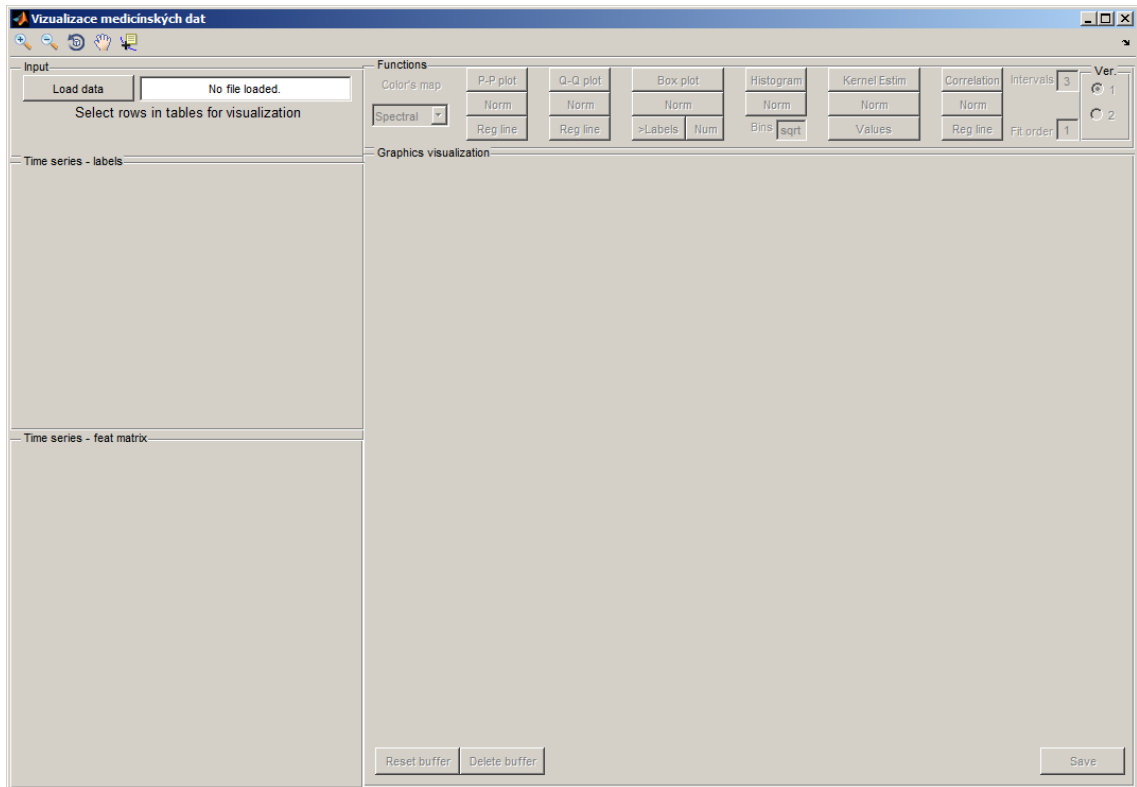 Vizualizace medicínských dat
Input
Load data No file loaded.
Select rows in tables for visualization
Time series - labels
Time series - feat matrix
Functions
Color's map P-P plot Q-Q plot Box plot Histogram Kernel Estim Correlation Intervals 3 Ver. 1
Spectral Norm Norm Norm Norm Norm Norm 2
Reg line Reg line >Labels Num Bins sqrt Values Reg line Fit order 1
Graphics visualization
Reset buffer Delete buffer Save